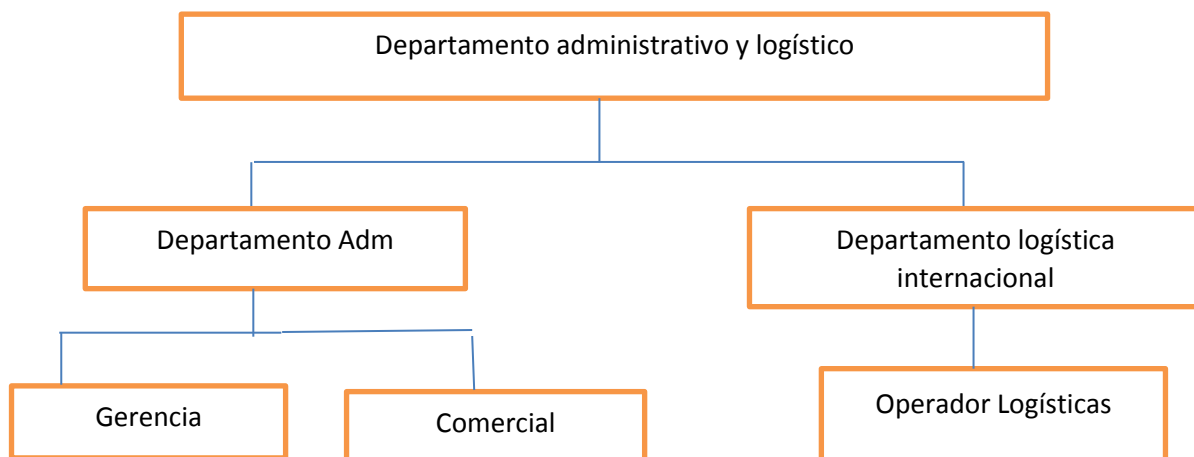 Departamento administrativo y logístico
Departamento Adm
Departamento logística
internacional
Gerencia
Comercial
Operador Logísticas